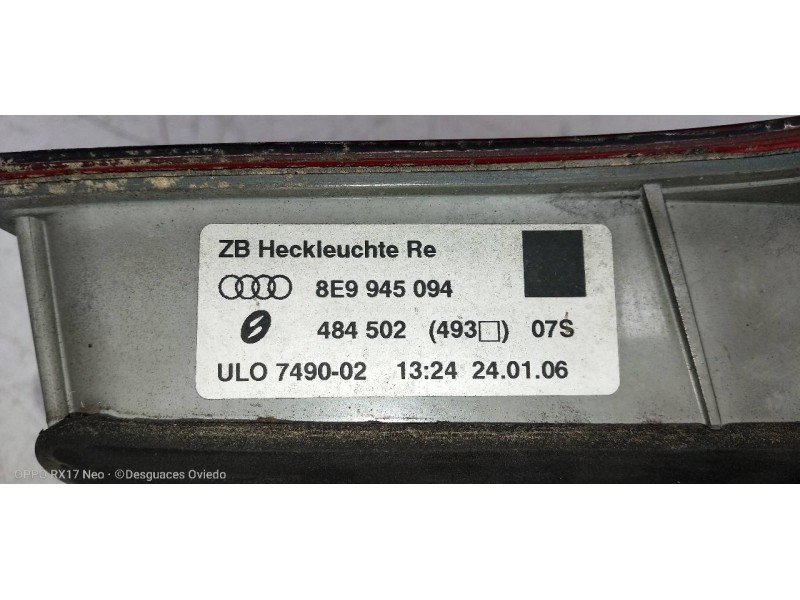 ZB Heckleuchte Re
8E9 945 094
484 502 (493□) 07S
ULO 7490-02 13:24 24.01.06
OPPO RX17 Neo · ©Desguaces Oviedo